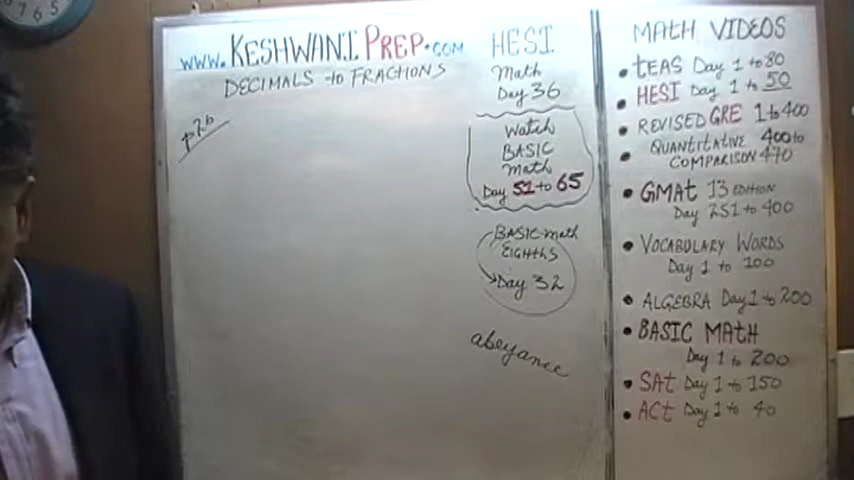 www.KESHWANIPREP.COM
DECIMALS to FRACTIONS
p26
HESI
Math
Day 36
Watch
BASIC
Math
Day 51 to 65
BASIC math
EIGHTHS
Day 32
abeyance
MATH VIDEOS
• TEAS Day 1 to 80
• HESI Day 1 to 50
• REVISED GRE 1 to 400
• QUANTITATIVE 400 to
COMPARISON 470
• GMAT 13 EDITION
Day 251 to 400
• VOCABULARY WORDS
Day 1 to 100
• ALGEBRA Day 1 to 200
• BASIC MATH
Day 1 to 200
• SAT Day 1 to 150
• ACT Day 1 to 40
7 6 5